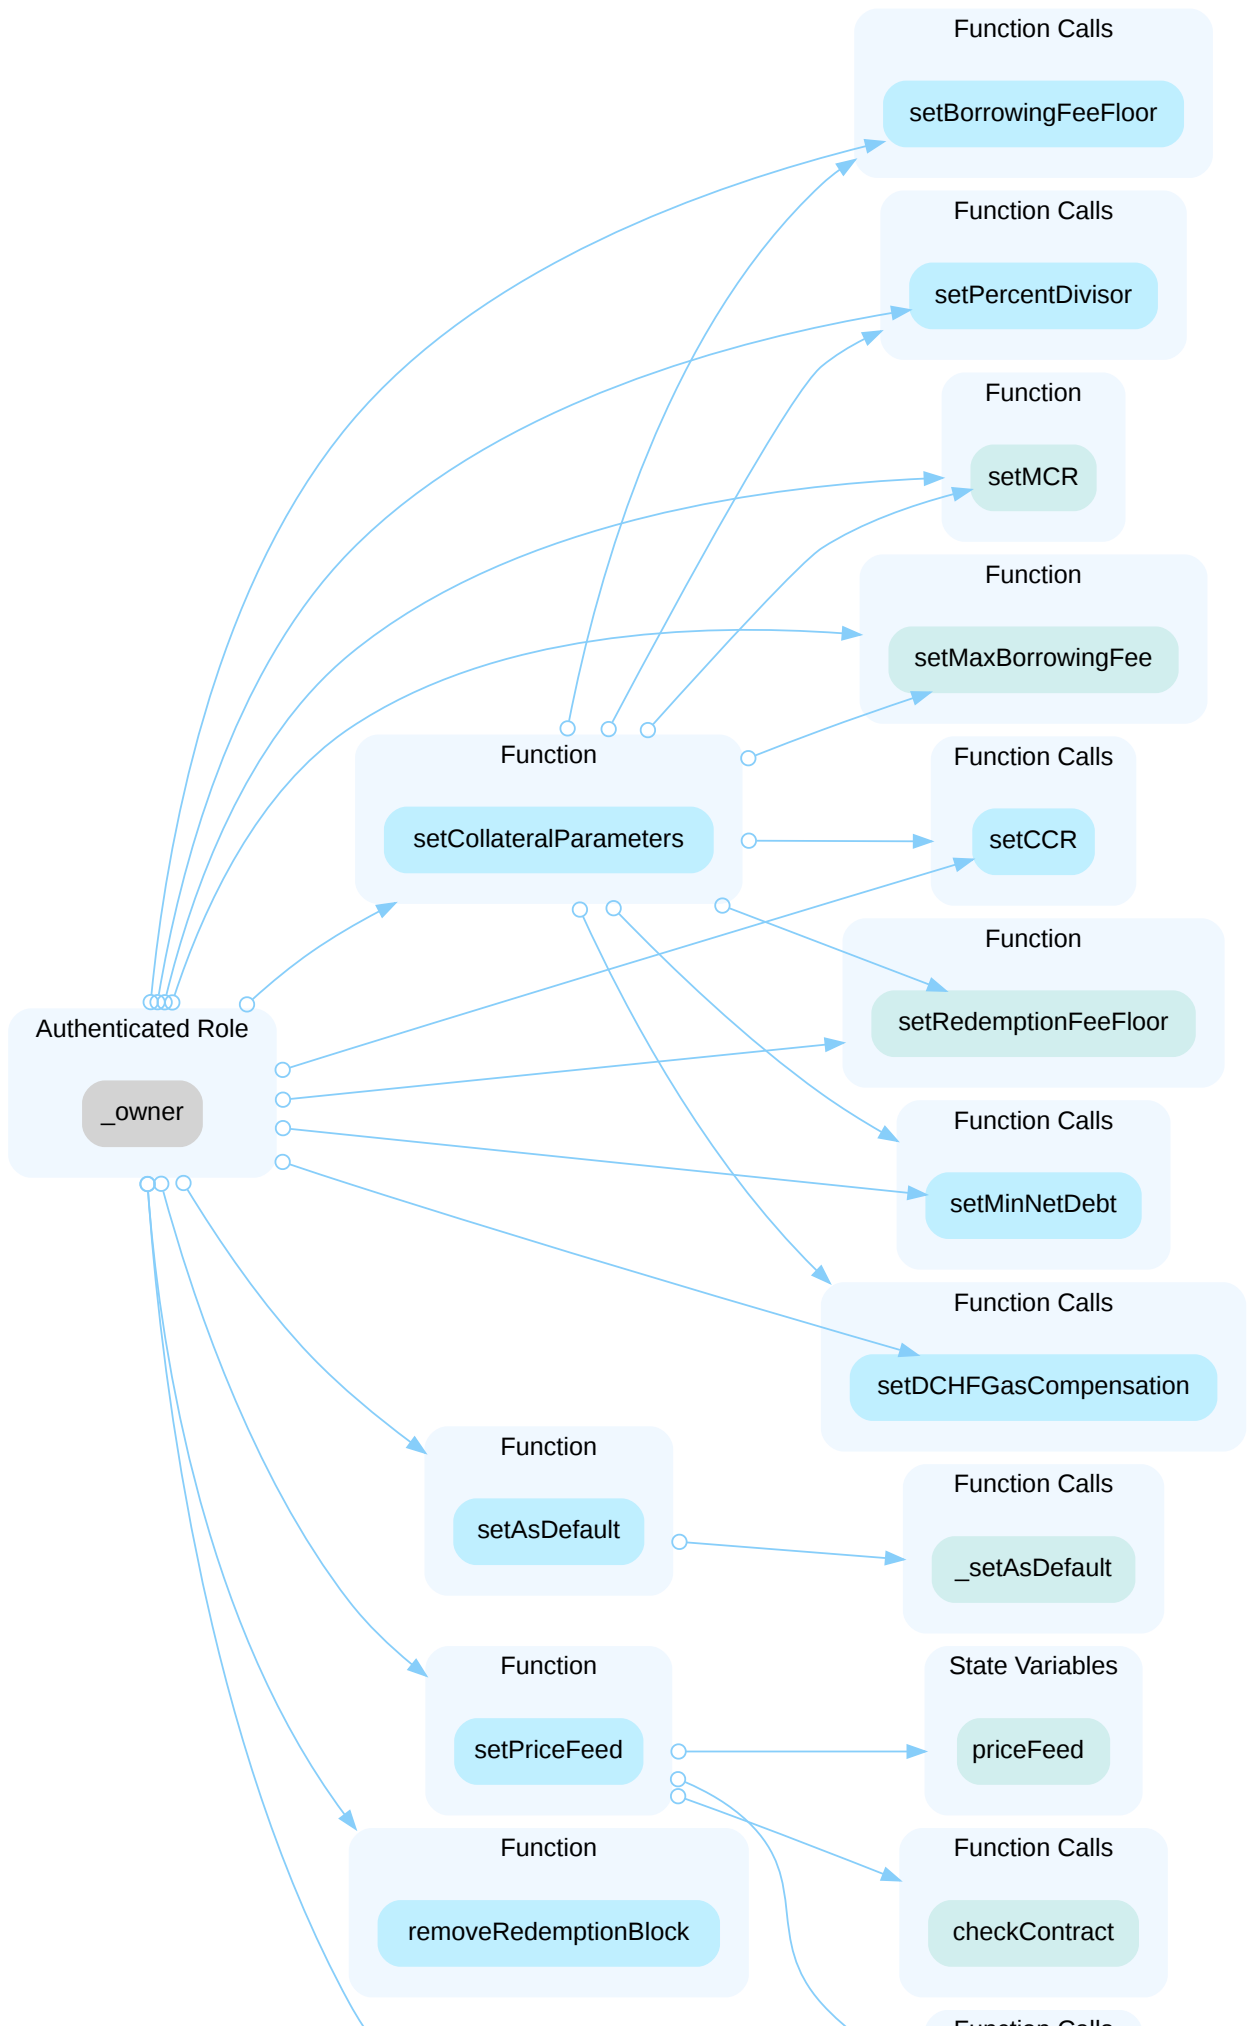 Function Calls
setBorrowingFeeFloor
Function Calls
setPercentDivisor
Function
setMCR
Function
setMaxBorrowingFee
Function
setCollateralParameters
Function Calls
setCCR
Function
setRedemptionFeeFloor
Authenticated Role
_owner
Function Calls
setMinNetDebt
Function Calls
setDCHFGasCompensation
Function
setAsDefault
Function Calls
_setAsDefault
Function
setPriceFeed
State Variables
priceFeed
Function
removeRedemptionBlock
Function Calls
checkContract
Function Calls